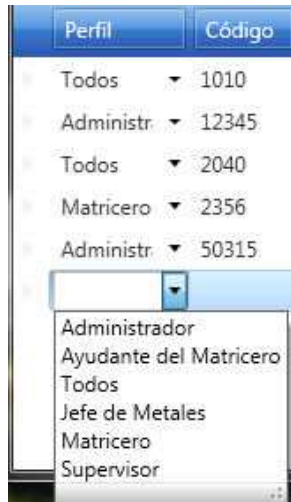 Perfil Código
Todos 1010
Administr 12345
Todos 2040
Matricero 2356
Administr 50315
Administrador
Ayudante del Matricero
Todos
Jefe de Metales
Matricero
Supervisor